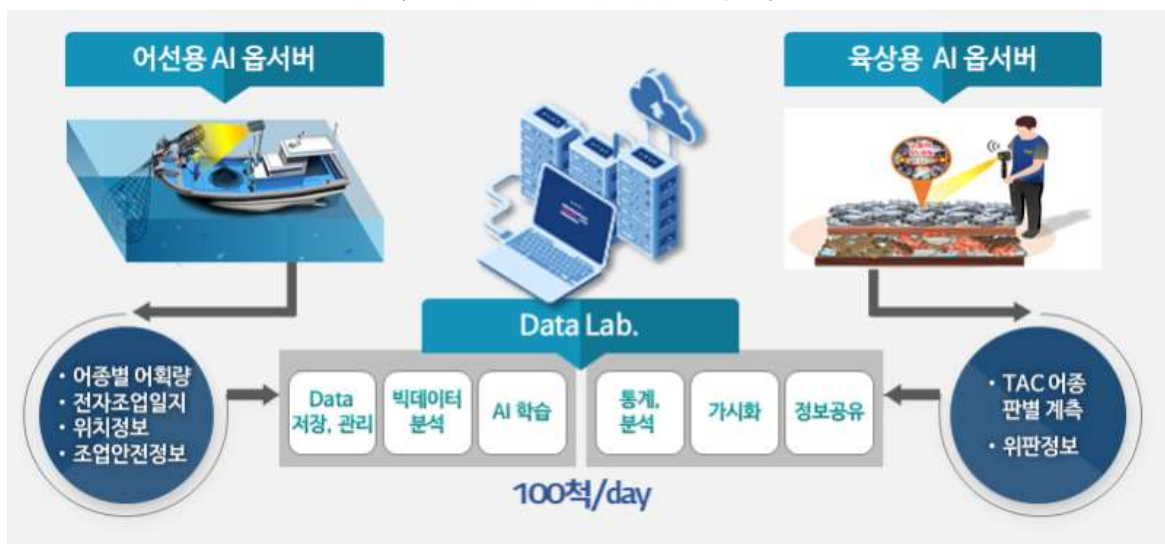 어선용 AI 옵서버
육상용 AI 옵서버
Data Lab.
• 어종별 어획량
• 전자조업일지
• 위치정보
• 조업안전정보
Data
저장, 관리
빅데이터
분석
AI 학습
통계,
분석
가시화
정보공유
• TAC 어종
판별 계측
• 위판정보
100척/day